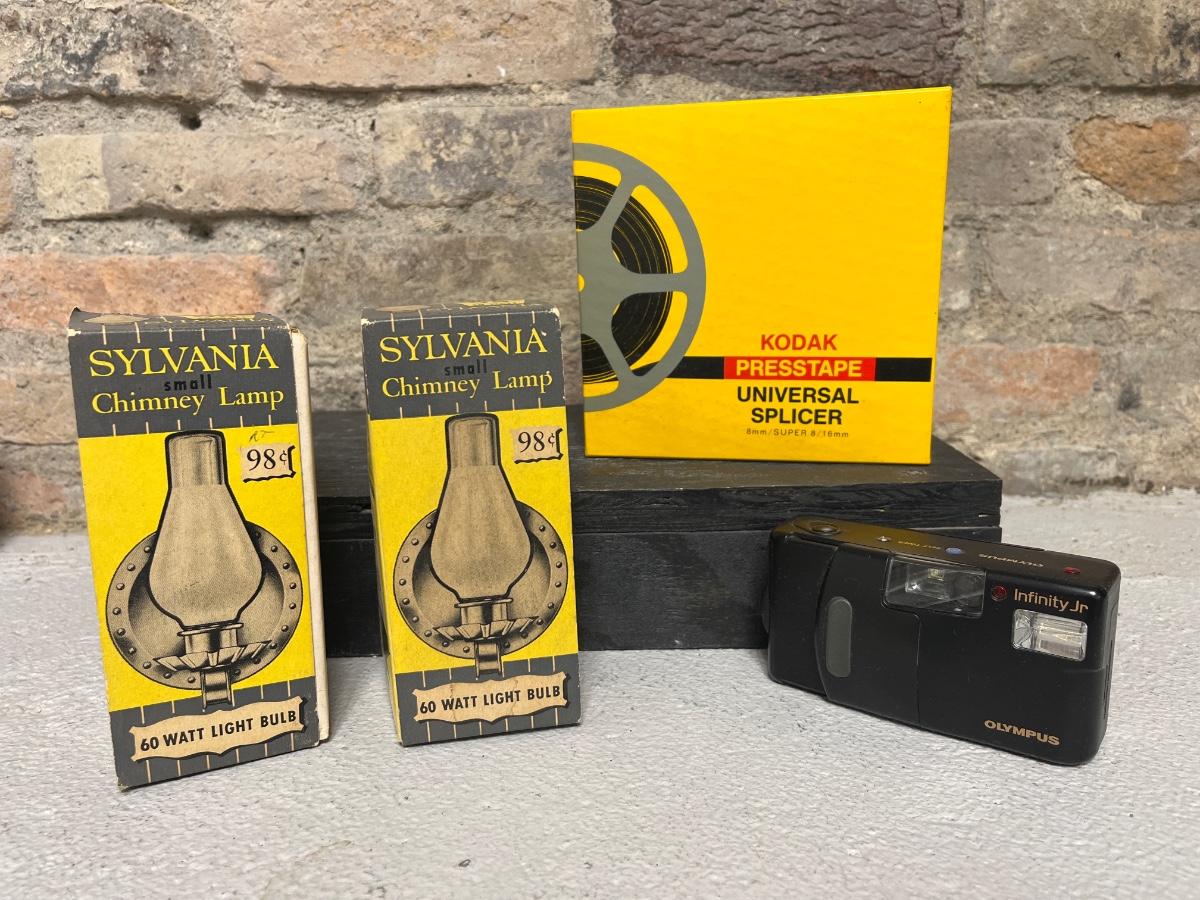 SYLVANIA
small
Chimney Lamp
98¢
60 WATT LIGHT BULB
SYLVANIA
small
Chimney Lamp
98¢
60 WATT LIGHT BULB
KODAK
PRESSTAPE
UNIVERSAL
SPLICER
8mm/SUPER 8/16mm
OLYMPUS
Infinity Jr
OLYMPUS